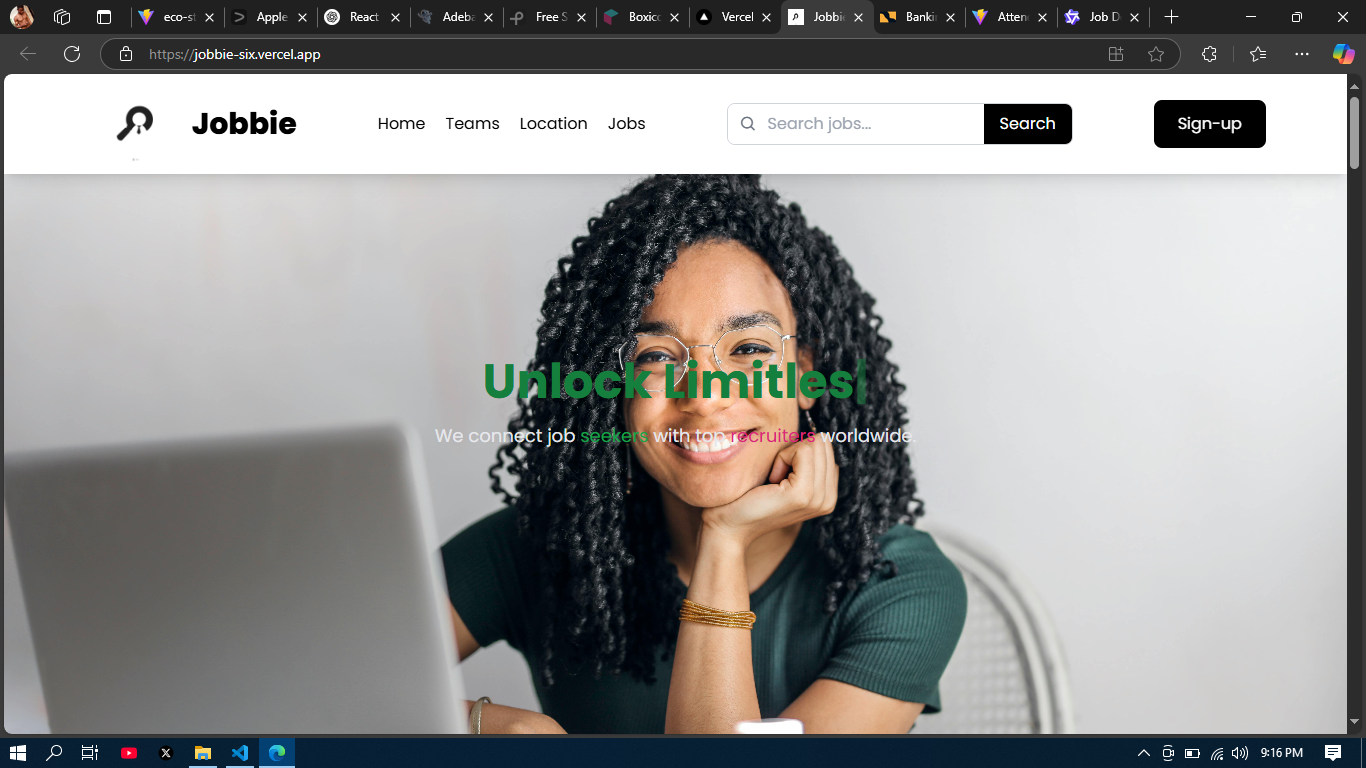 eco-st
Apple
React
Adeba
Free S
Boxico
Vercel
Jobbie
Bankin
Atten
Job D
https://jobbie-six.vercel.app
Jobbie
Home
Teams
Location
Jobs
Search jobs...
Search
Sign-up
Unlock Limitles
We connect job seekers with top recruiters worldwide.
9:16 PM